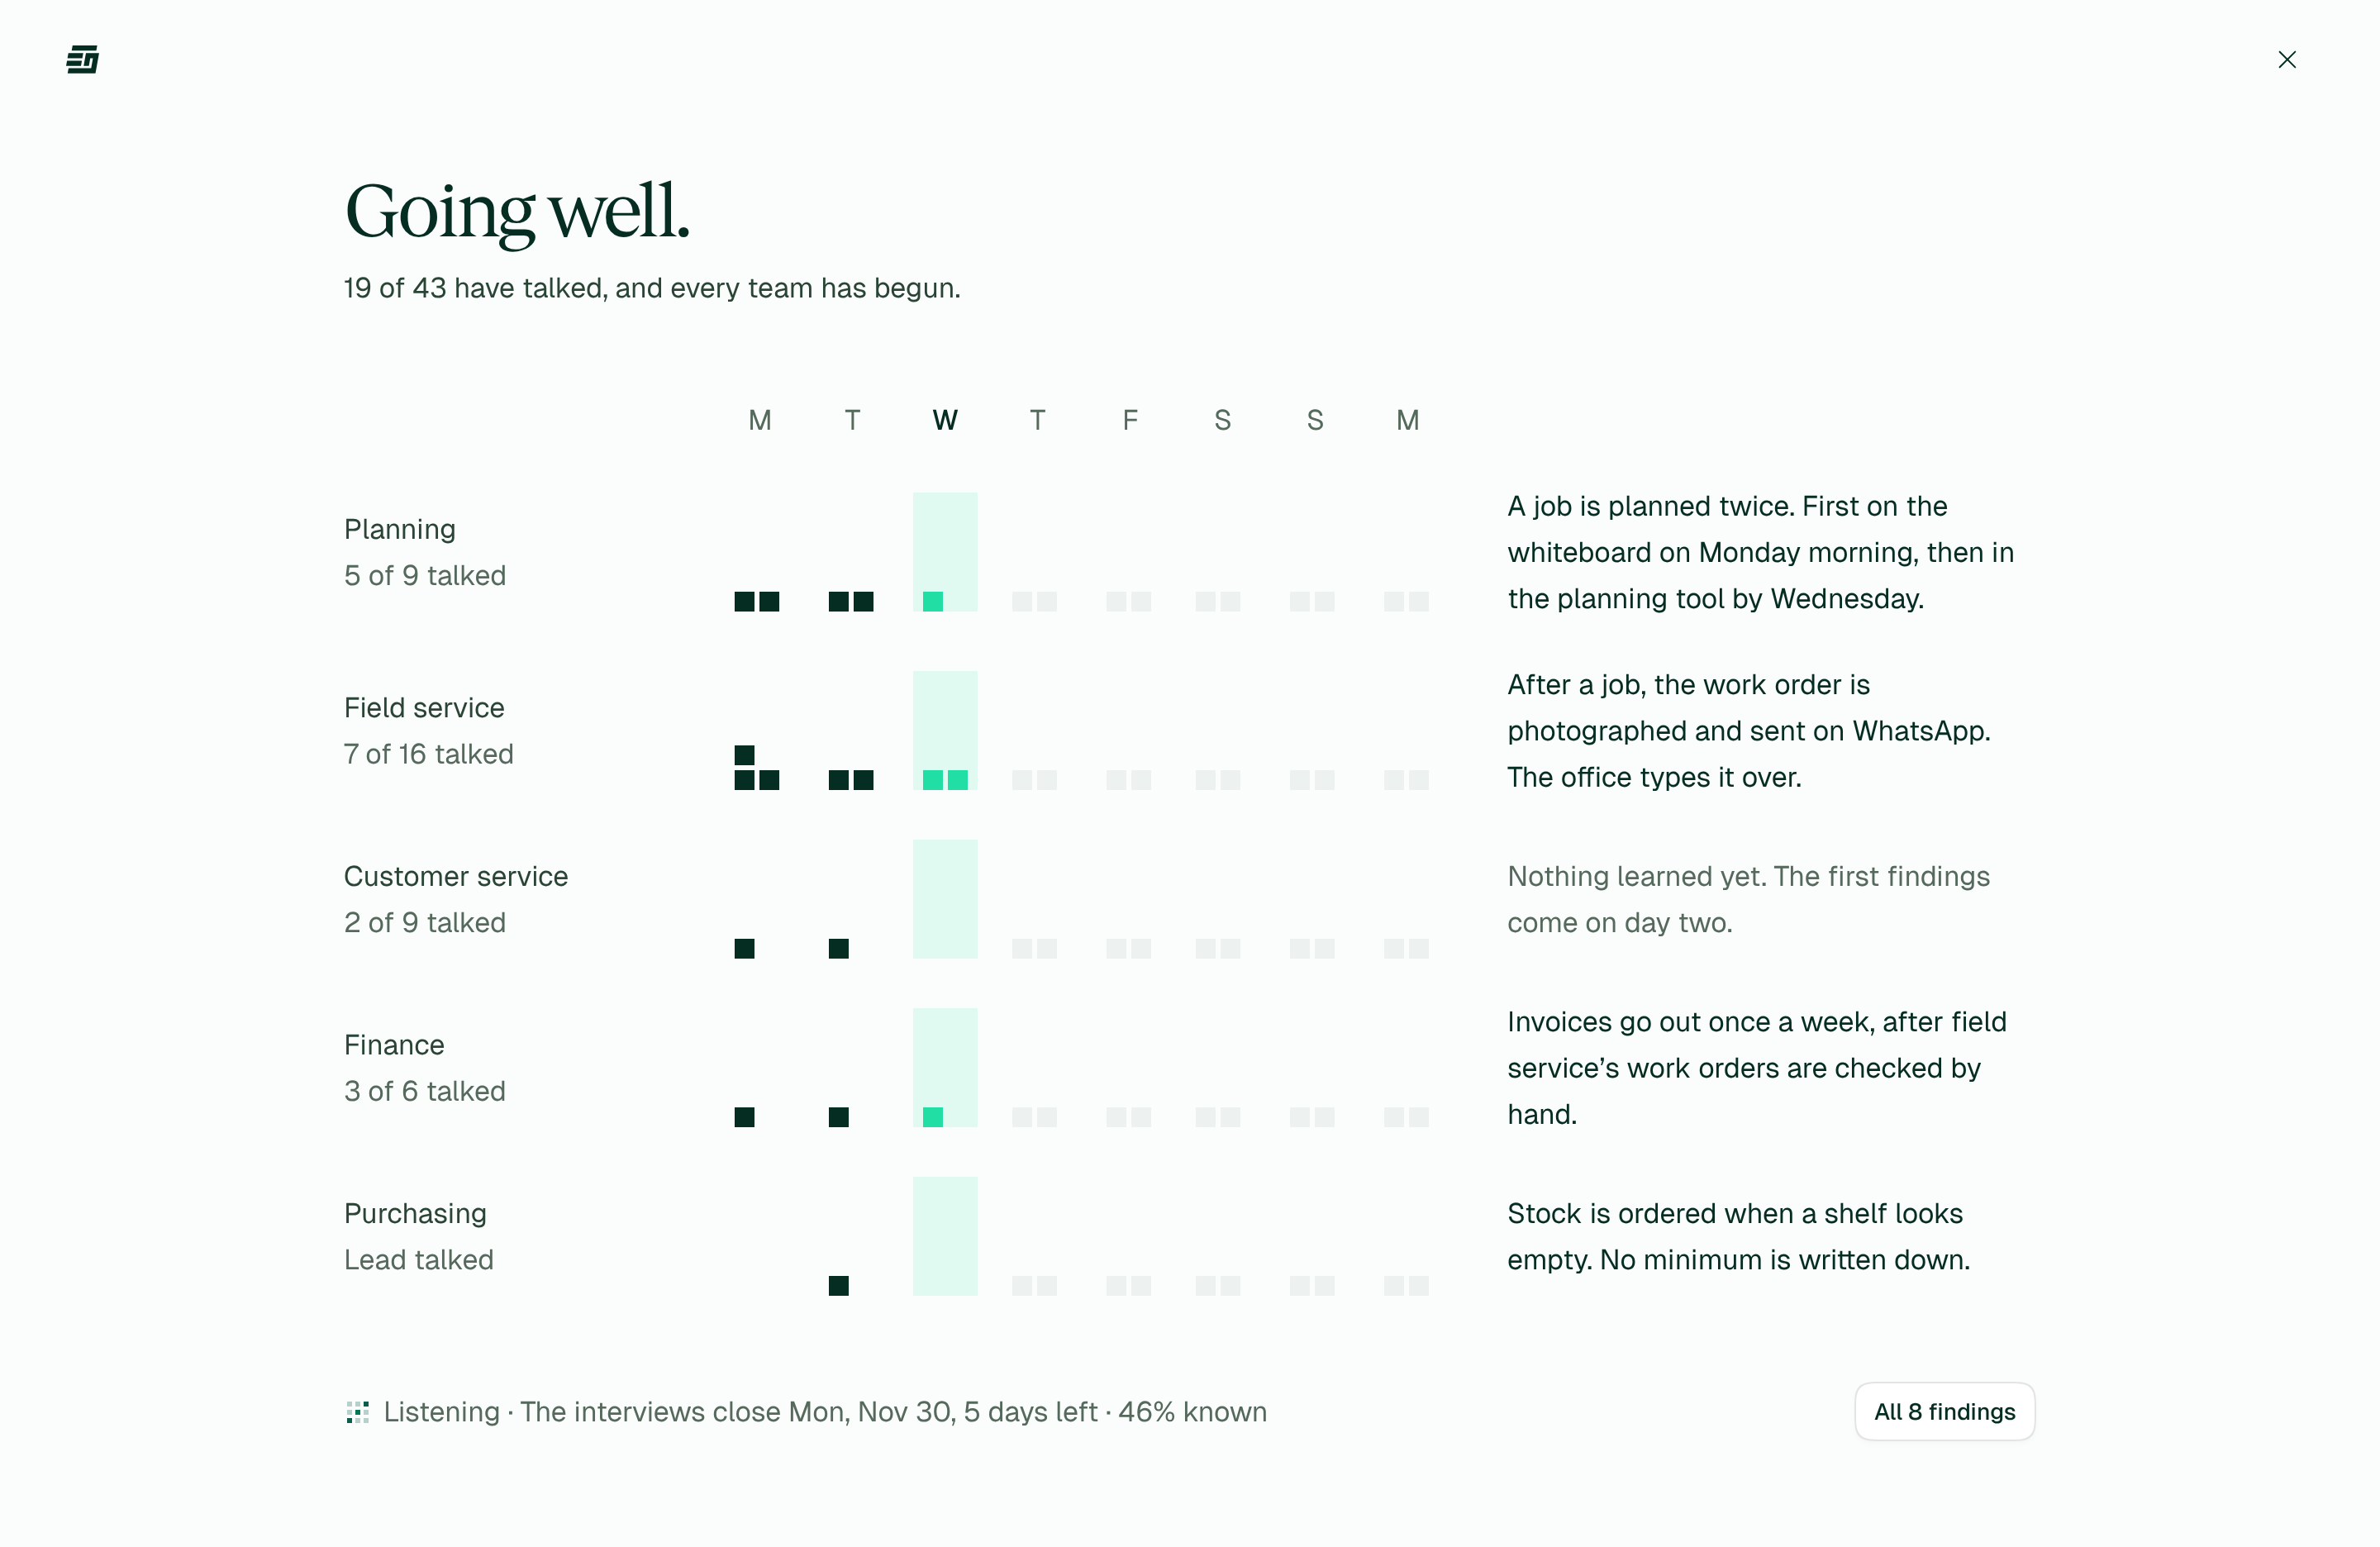 Going well.
19 of 43 have talked, and every team has begun.
M T W T F S S M
Planning
5 of 9 talked
A job is planned twice. First on the
whiteboard on Monday morning, then in
the planning tool by Wednesday.
Field service
7 of 16 talked
After a job, the work order is
photographed and sent on WhatsApp.
The office types it over.
Customer service
2 of 9 talked
Nothing learned yet. The first findings
come on day two.
Finance
3 of 6 talked
Invoices go out once a week, after field
service’s work orders are checked by
hand.
Purchasing
Lead talked
Stock is ordered when a shelf looks
empty. No minimum is written down.
Listening · The interviews close Mon, Nov 30, 5 days left · 46% known
All 8 findings